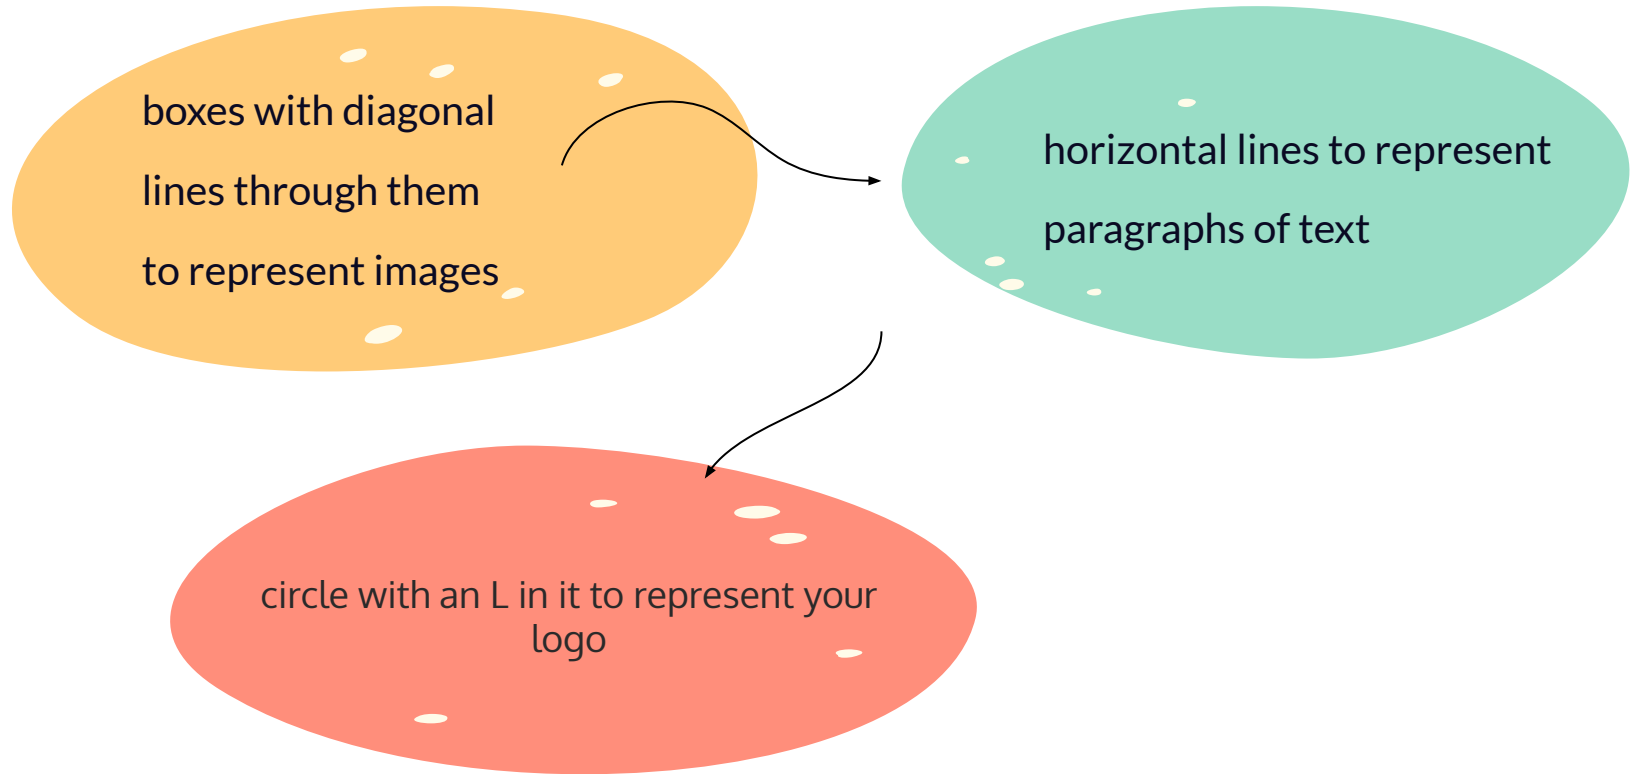 boxes with diagonal
lines through them
to represent images
horizontal lines to represent
paragraphs of text
circle with an L in it to represent your
logo